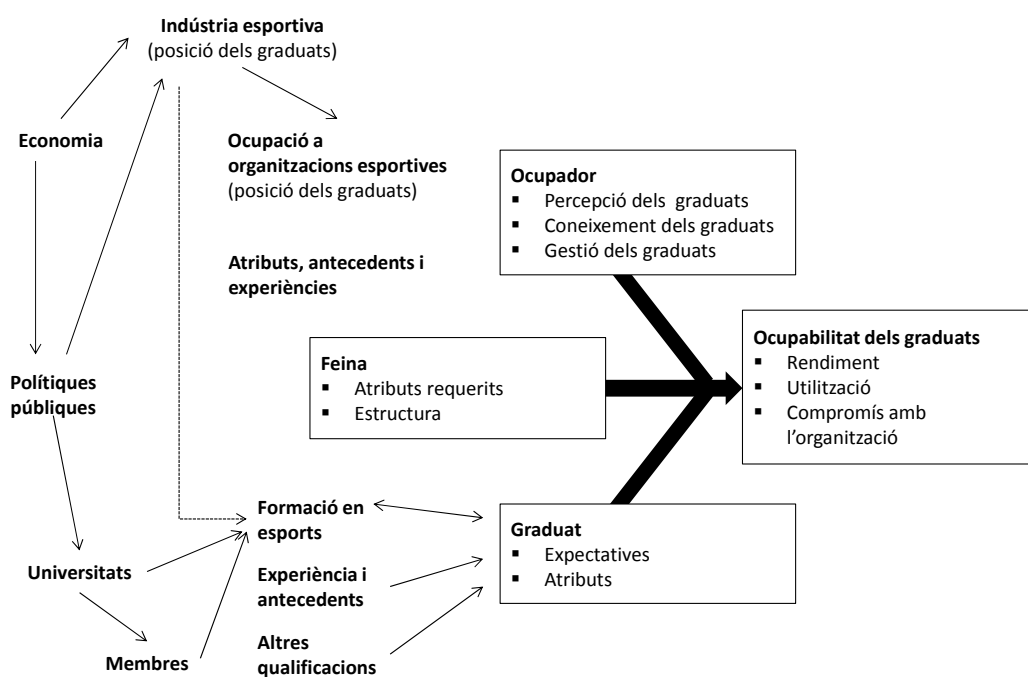 Indústria esportiva
(posició dels graduats)
Economia
Ocupació a
organitzacions esportives
(posició dels graduats)
Atributs, antecedents i
experiències
Ocupador
▪ Percepció dels graduats
▪ Coneixement dels graduats
▪ Gestió dels graduats
Feina
▪ Atributs requerits
▪ Estructura
Ocupabilitat dels graduats
▪ Rendiment
▪ Utilització
▪ Compromís amb
l'organització
Polítiques
públiques
Formació en
esports
Graduat
▪ Expectatives
▪ Atributs
Universitats
Experiència i
antecedents
Altres
qualificacions
Membres